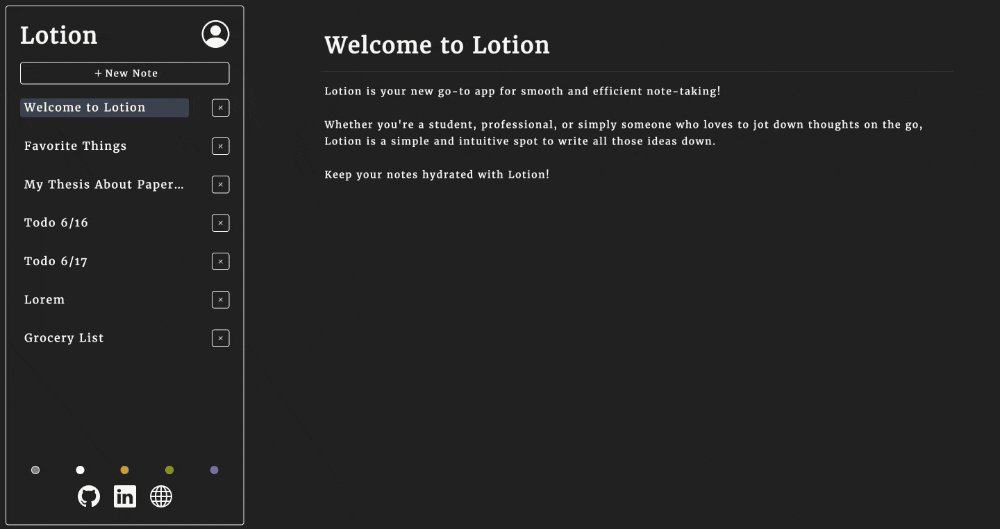 Lotion
+ New Note
Welcome to Lotion
Favorite Things
My Thesis About Paper...
Todo 6/16
Todo 6/17
Lorem
Grocery List
Welcome to Lotion
Lotion is your new go-to app for smooth and efficient note-taking!
Whether you're a student, professional, or simply someone who loves to jot down thoughts on the go,
Lotion is a simple and intuitive spot to write all those ideas down.
Keep your notes hydrated with Lotion!